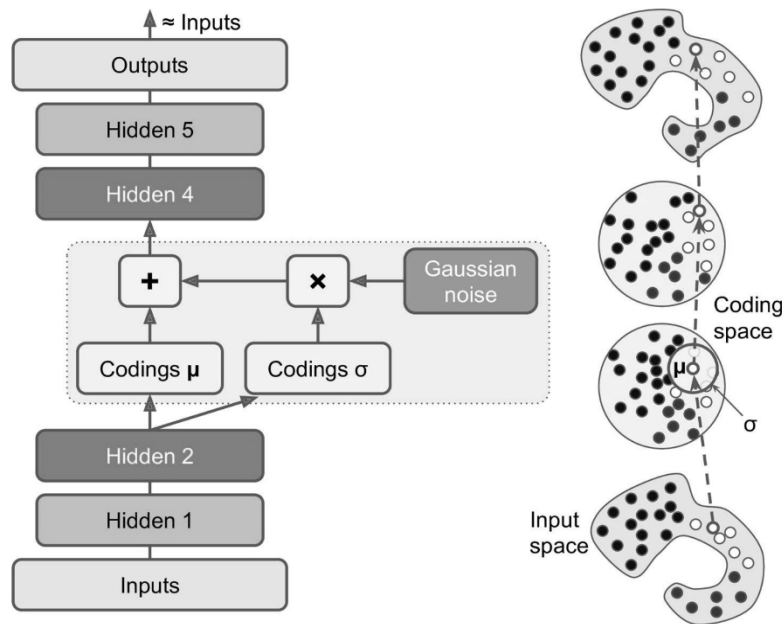 ≈ Inputs
Outputs
Hidden 5
Hidden 4
+
×
Gaussian
noise
Codings μ
Codings σ
Hidden 2
Hidden 1
Inputs
Coding
space
μ
σ
Input
space